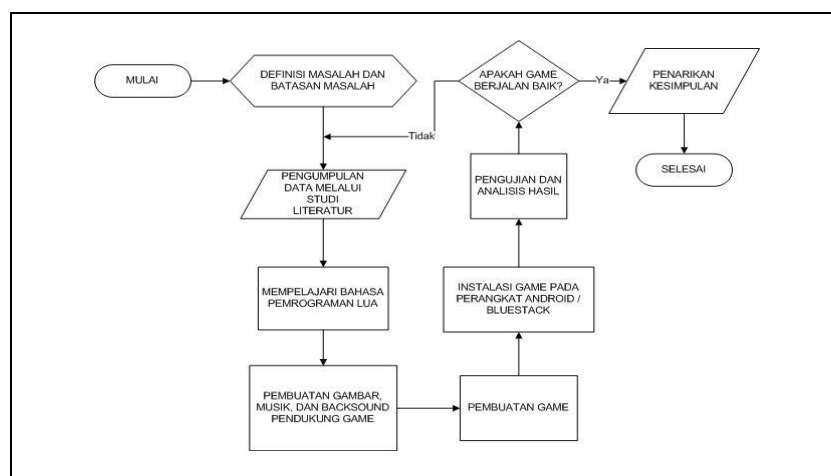 MULAI
DEFINISI MASALAH DAN
BATASAN MASALAH
PENGUMPULAN
DATA MELALUI
STUDI
LITERATUR
MEMPELAJARI BAHASA
PEMROGRAMAN LUA
PEMBUATAN GAMBAR,
MUSIK, DAN BACKSOUND
PENDUKUNG GAME
PEMBUATAN GAME
INSTALASI GAME PADA
PERANGKAT ANDROID /
BLUESTACK
PENGUJIAN DAN
ANALISIS HASIL
APAKAH GAME
BERJALAN BAIK?
Tidak
Ya
PENARIKAN
KESIMPULAN
SELESAI